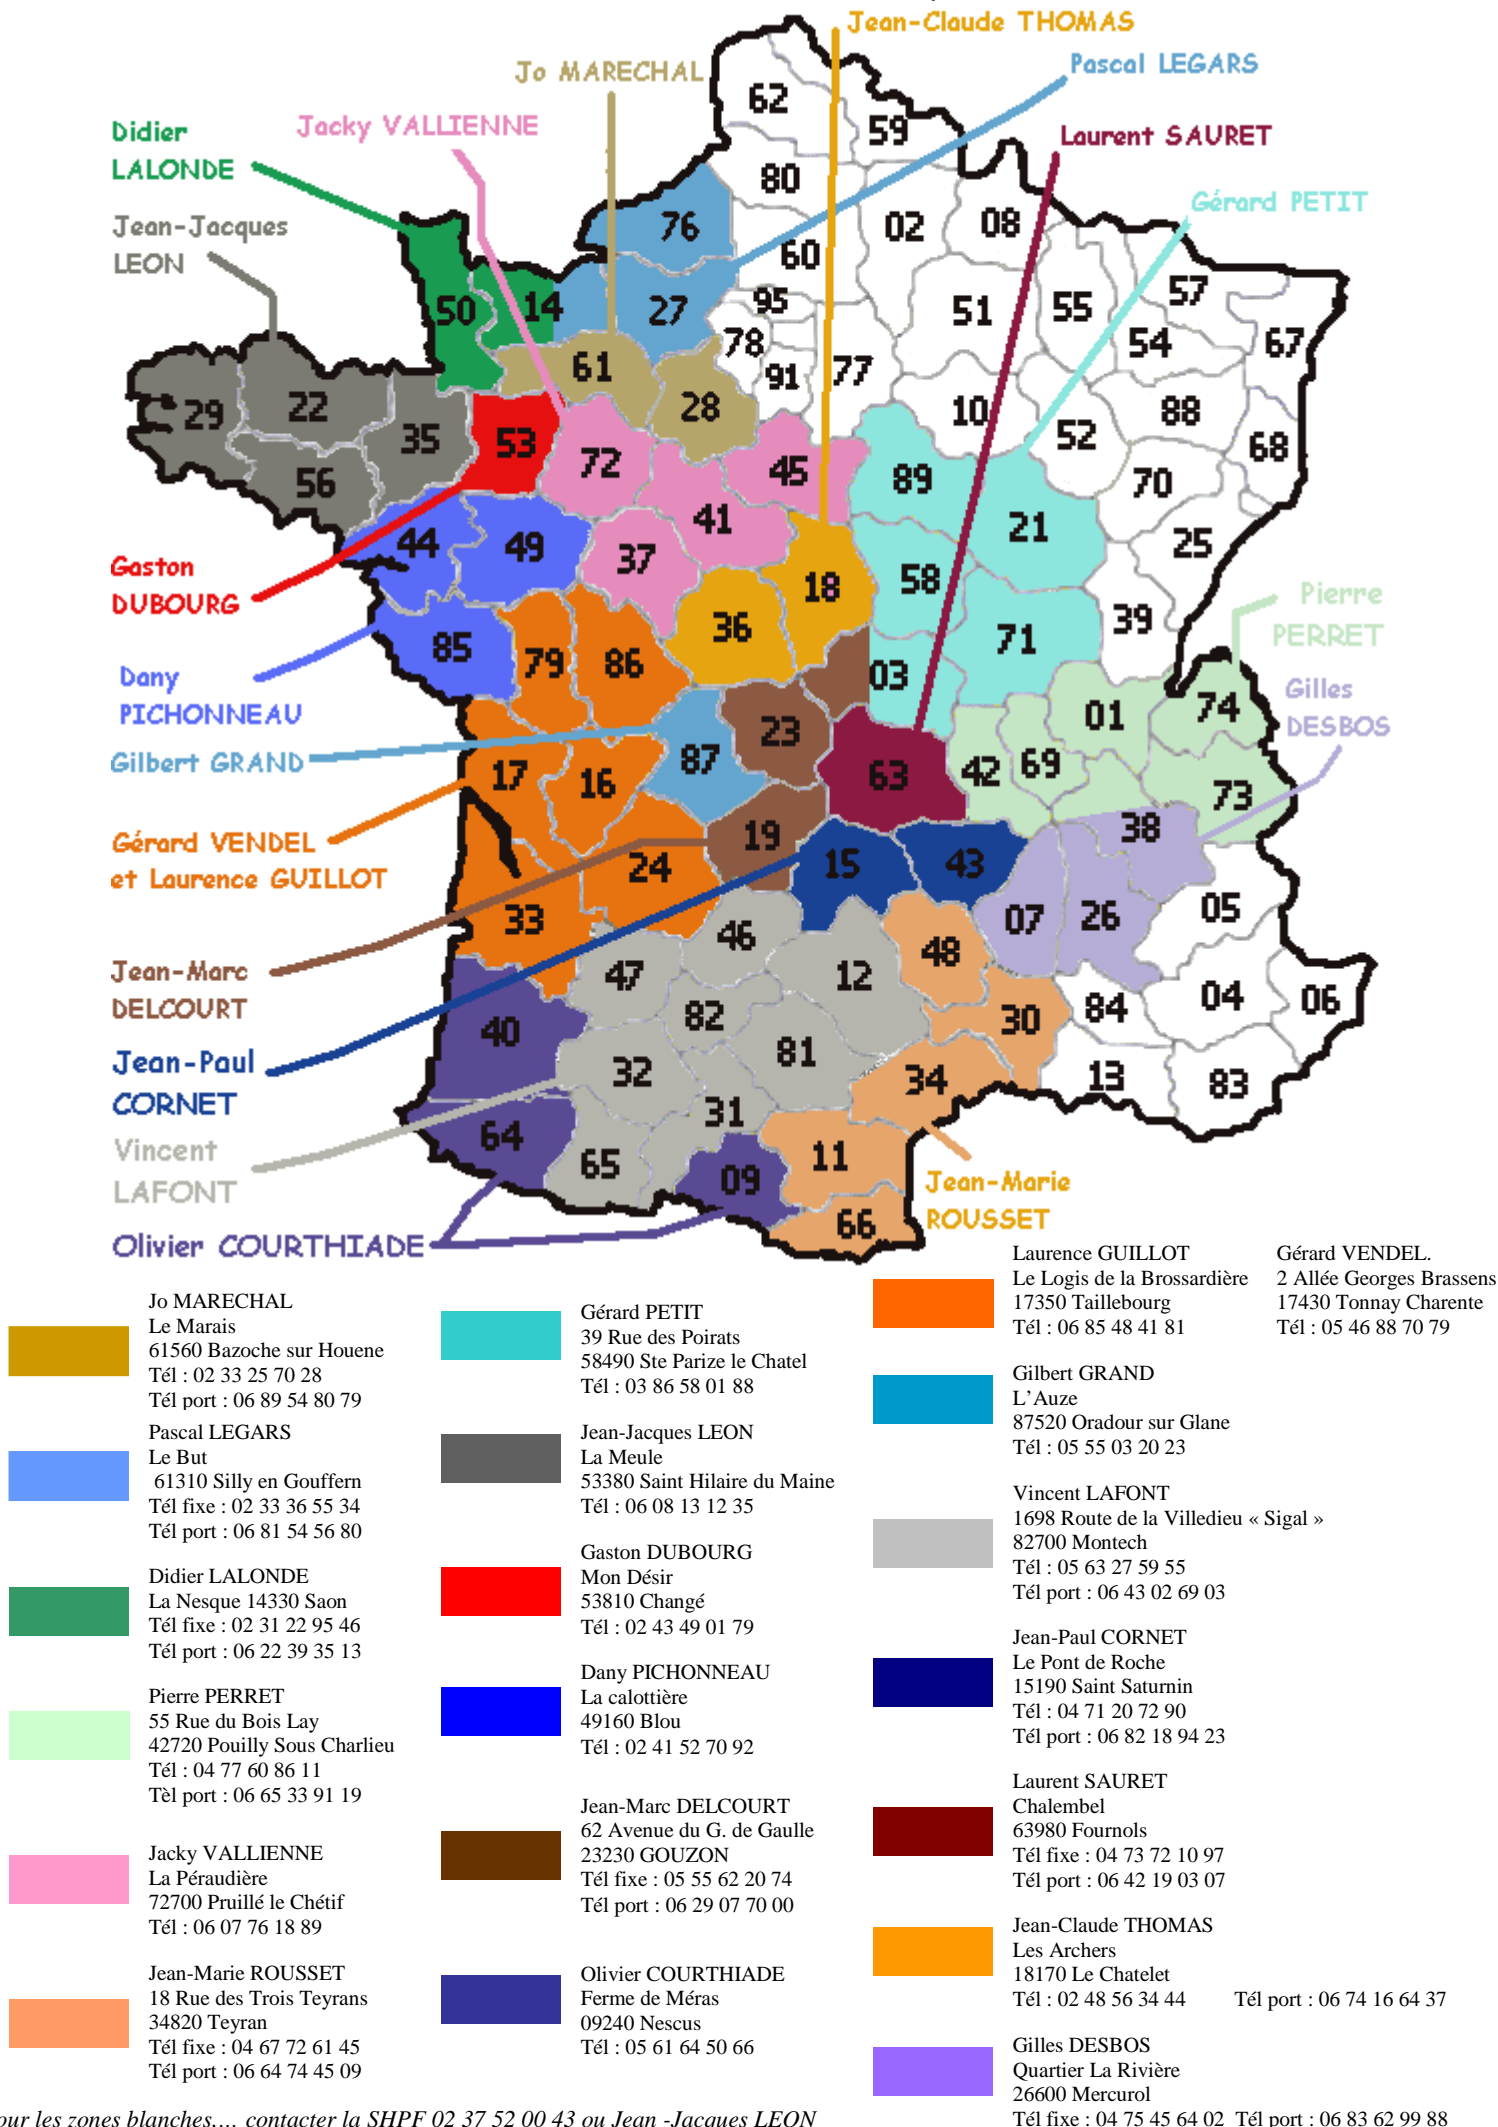 Jean-Claude THOMAS
Jo MARECHAL
Pascal LEGARS
Didier
LALONDE
Jacky VALLIENNE
Laurent SAURET
Jean-Jacques
LEON
Gérard PETIT
62
59
80
76
02
08
60
50
14
27
95
51
55
57
78
54
67
61
91
77
29
22
35
28
10
88
52
68
53
72
45
89
70
56
41
21
44
49
37
25
58
18
36
39
85
79
86
71
03
Gaston
DUBOURG
Pierre
PERRET
Dany
PICHONNEAU
Gilles
DESBOS
Gilbert GRAND
23
01
74
87
17
16
63
42
69
73
38
Gérard VENDEL
et Laurence GUILLOT
19
15
43
24
33
07
26
05
46
48
47
12
Jean-Marc
DELCOURT
82
30
84
04
06
40
81
32
34
13
83
Jean-Paul
CORNET
31
64
65
11
09
66
Vincent
LAFONT
Jean-Marie
ROUSSET
Olivier COURTHIADE
Jo MARECHAL
Le Marais
61560 Bazoche sur Houene
Tél : 02 33 25 70 28
Tél port : 06 89 54 80 79
Pascal LEGARS
Le But
61310 Silly en Gouffern
Tél fixe : 02 33 36 55 34
Tél port : 06 81 54 56 80
Didier LALONDE
La Nesque 14330 Saon
Tél fixe : 02 31 22 95 46
Tél port : 06 22 39 35 13
Pierre PERRET
55 Rue du Bois Lay
42720 Pouilly Sous Charlieu
Tél : 04 77 60 86 11
Tèl port : 06 65 33 91 19
Jacky VALLIENNE
La Péraudière
72700 Pruillé le Chétif
Tél : 06 07 76 18 89
Jean-Marie ROUSSET
18 Rue des Trois Teyrans
34820 Teyran
Tél fixe : 04 67 72 61 45
Tél port : 06 64 74 45 09
Gérard PETIT
39 Rue des Poirats
58490 Ste Parize le Chatel
Tél : 03 86 58 01 88
Jean-Jacques LEON
La Meule
53380 Saint Hilaire du Maine
Tél : 06 08 13 12 35
Gaston DUBOURG
Mon Désir
53810 Changé
Tél : 02 43 49 01 79
Dany PICHONNEAU
La calottière
49160 Blou
Tél : 02 41 52 70 92
Jean-Marc DELCOURT
62 Avenue du G. de Gaulle
23230 GOUZON
Tél fixe : 05 55 62 20 74
Tél port : 06 29 07 70 00
Olivier COURTHIADE
Ferme de Méras
09240 Nescus
Tél : 05 61 64 50 66
Laurence GUILLOT
Le Logis de la Brossardière
17350 Taillebourg
Tél : 06 85 48 41 81
Gérard VENDEL.
2 Allée Georges Brassens
17430 Tonnay Charente
Tél : 05 46 88 70 79
Gilbert GRAND
L'Auze
87520 Oradour sur Glane
Tél : 05 55 03 20 23
Vincent LAFONT
1698 Route de la Villedieu « Sigal »
82700 Montech
Tél : 05 63 27 59 55
Tél port : 06 43 02 69 03
Jean-Paul CORNET
Le Pont de Roche
15190 Saint Saturnin
Tél : 04 71 20 72 90
Tél port : 06 82 18 94 23
Laurent SAURET
Chalembel
63980 Fournols
Tél fixe : 04 73 72 10 97
Tél port : 06 42 19 03 07
Jean-Claude THOMAS
Les Archers
18170 Le Chatelet
Tél : 02 48 56 34 44 Tél port : 06 74 16 64 37
Gilles DESBOS
Quartier La Rivière
26600 Mercurol
Tél fixe : 04 75 45 64 02 Tél port : 06 83 62 99 88
our les zones blanches.... contacter la SHPF 02 37 52 00 43 ou Jean -Jacques LEON